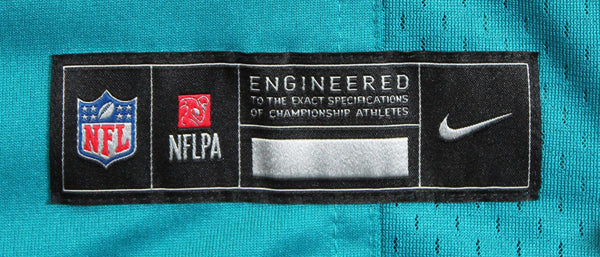 NFL
NFLPA
ENGINEERED
TO THE EXACT SPECIFICATIONS
OF CHAMPIONSHIP ATHLETES